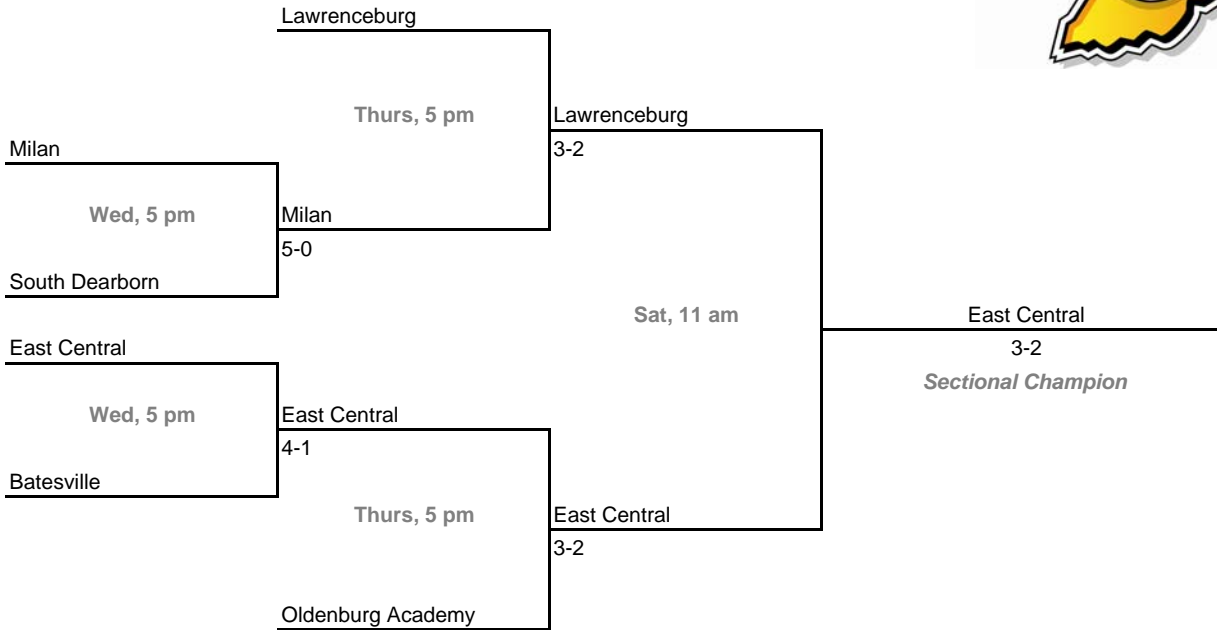 Lawrenceburg
Thurs, 5 pm
Lawrenceburg
Milan
3-2
Wed, 5 pm
Milan
5-0
South Dearborn
Sat, 11 am
East Central
East Central
3-2
Sectional Champion
Wed, 5 pm
East Central
4-1
Batesville
Thurs, 5 pm
East Central
3-2
Oldenburg Academy